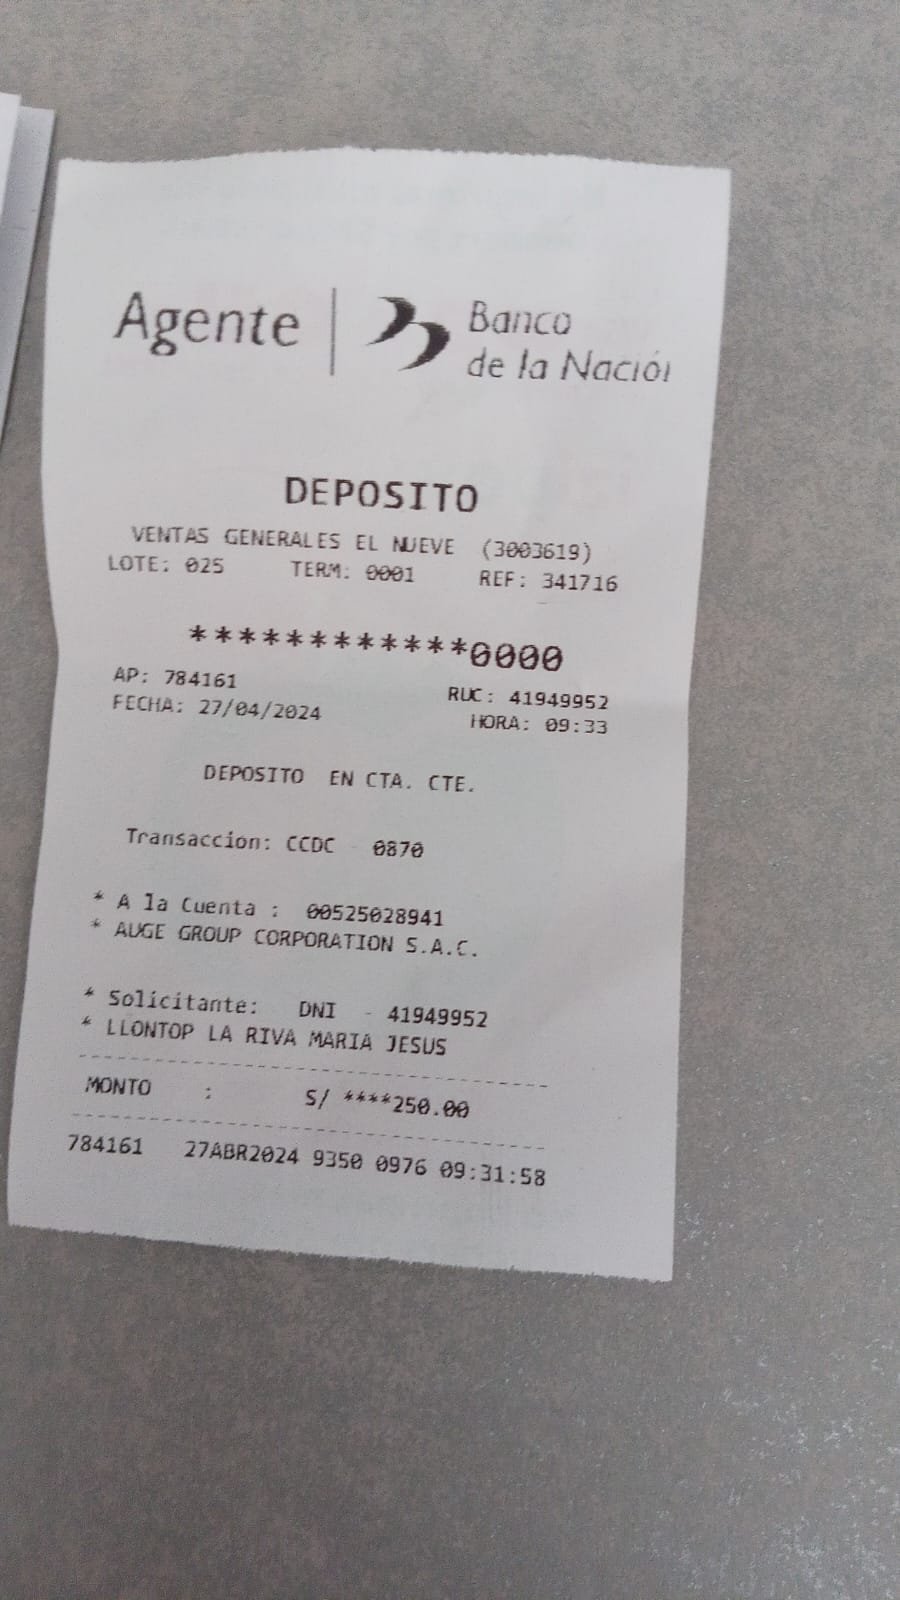 Agente
Banco
de la Nación
DEPOSITO
VENTAS GENERALES EL NUEVE (3003619)
LOTE: 025 TERM: 0001 REF: 341716
************0000
AP: 784161 RUC: 41949952
FECHA: 27/04/2024 HORA: 09:33
DEPOSITO EN CTA. CTE.
Transaccion: CCDC - 0870
* A la Cuenta : 00525028941
* AUGE GROUP CORPORATION S.A.C.
* Solicitante: DNI - 41949952
* LLONTOP LA RIVA MARIA JESUS
MONTO : S/ ****250.00
784161 27ABR2024 9350 0976 09:31:58